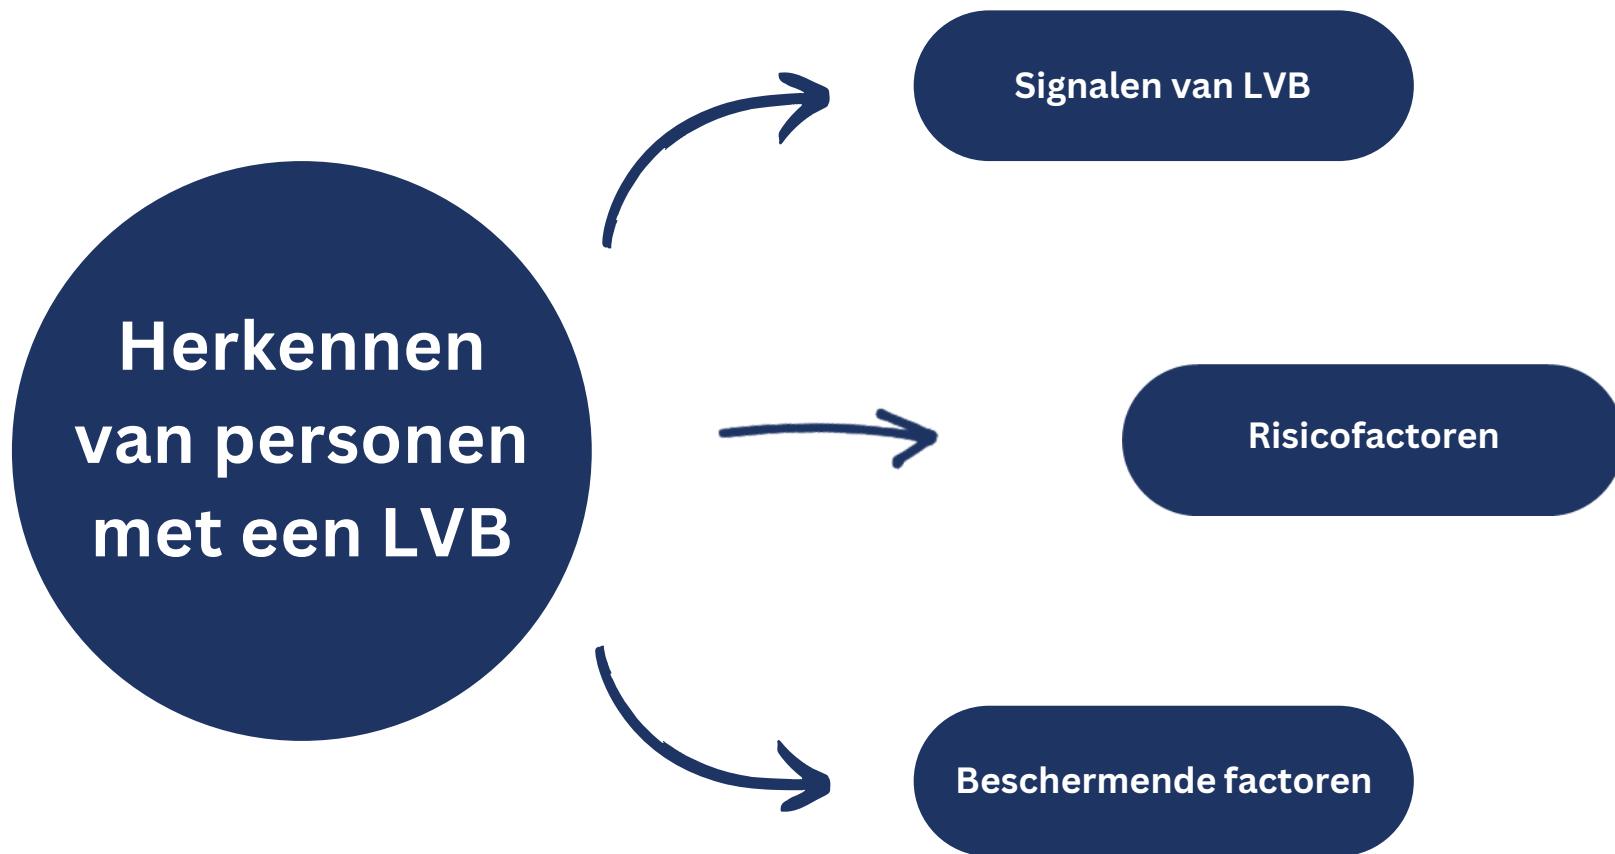 Signalen van LVB
Herkennen
van personen
met een LVB
Risicofactoren
Beschermende factoren